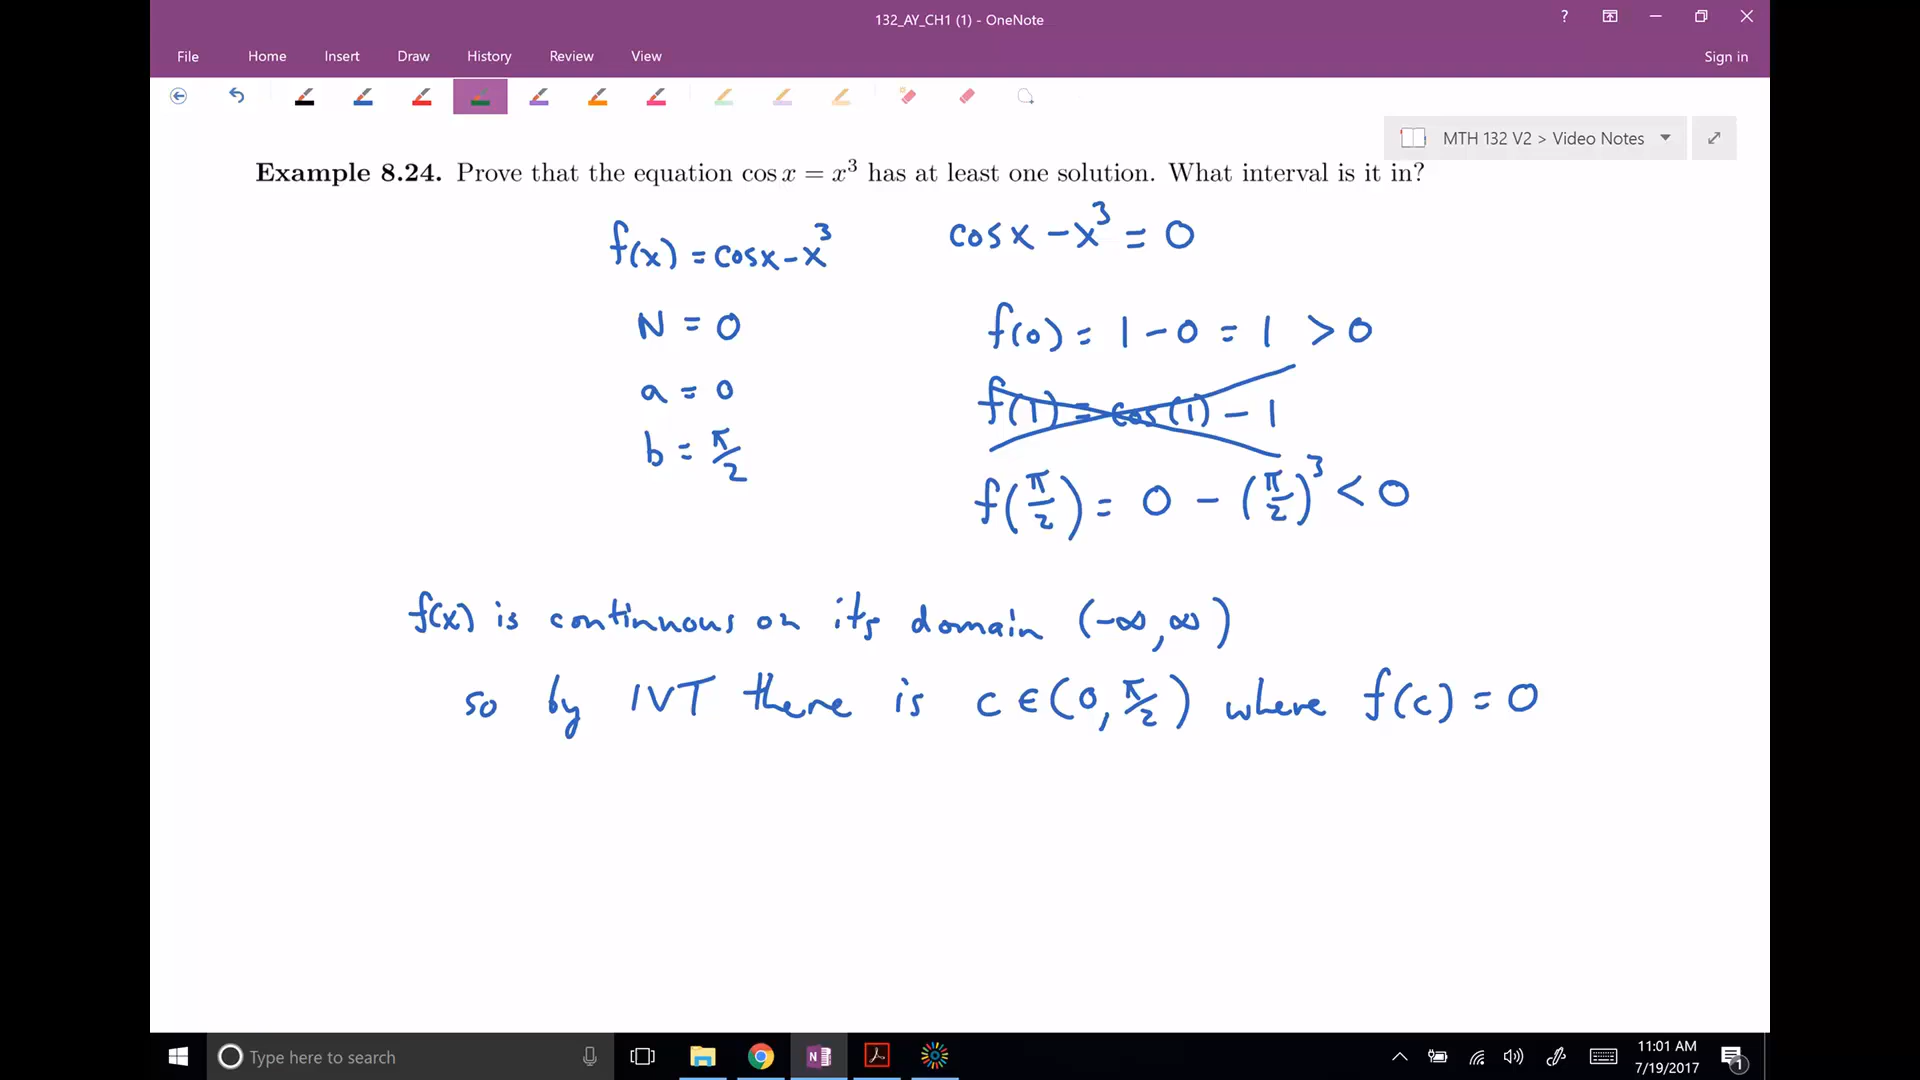 132_AY_CH1 (1) - OneNote
?
File Home Insert Draw History Review View Sign in
MTH 132 V2 > Video Notes
Example 8.24. Prove that the equation cos x = x³ has at least one solution. What interval is it in?
f(x) = cosx - x³
cosx - x³ = 0
N = 0
f(0) = 1 - 0 = 1 > 0
a = 0
f(1) = cos(1) - 1
b = π/2
f(π/2) = 0 - (π/2)³ < 0
f(x) is continuous on its domain (-∞, ∞)
so by IVT there is c ∈ (0, π/2) where f(c) = 0
Type here to search
11:01 AM
7/19/2017
1